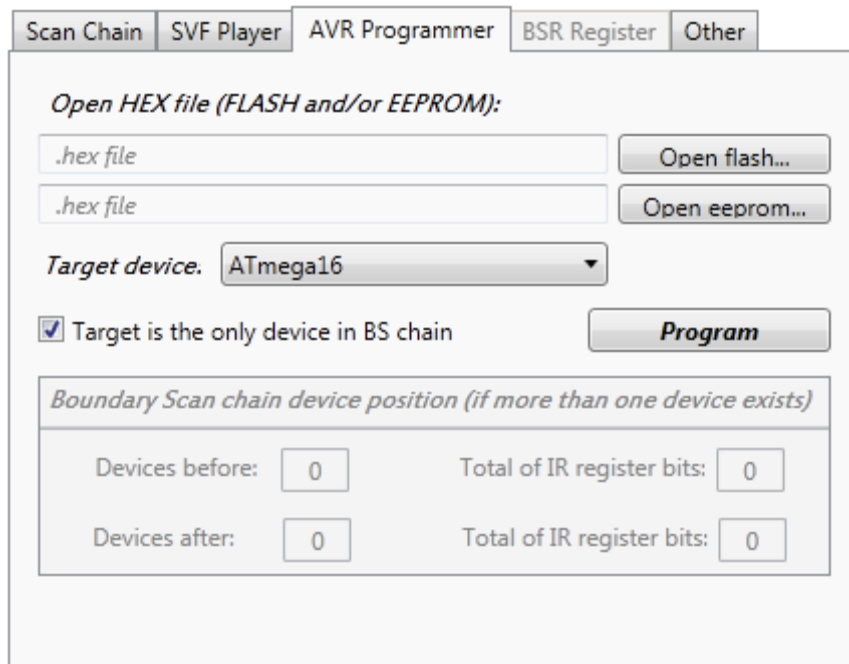 Scan Chain SVF Player AVR Programmer BSR Register Other
Open HEX file (FLASH and/or EEPROM):
.hex file Open flash...
.hex file Open eeprom...
Target device. ATmega16
Target is the only device in BS chain Program
Boundary Scan chain device position (if more than one device exists)
Devices before: 0 Total of IR register bits: 0
Devices after: 0 Total of IR register bits: 0